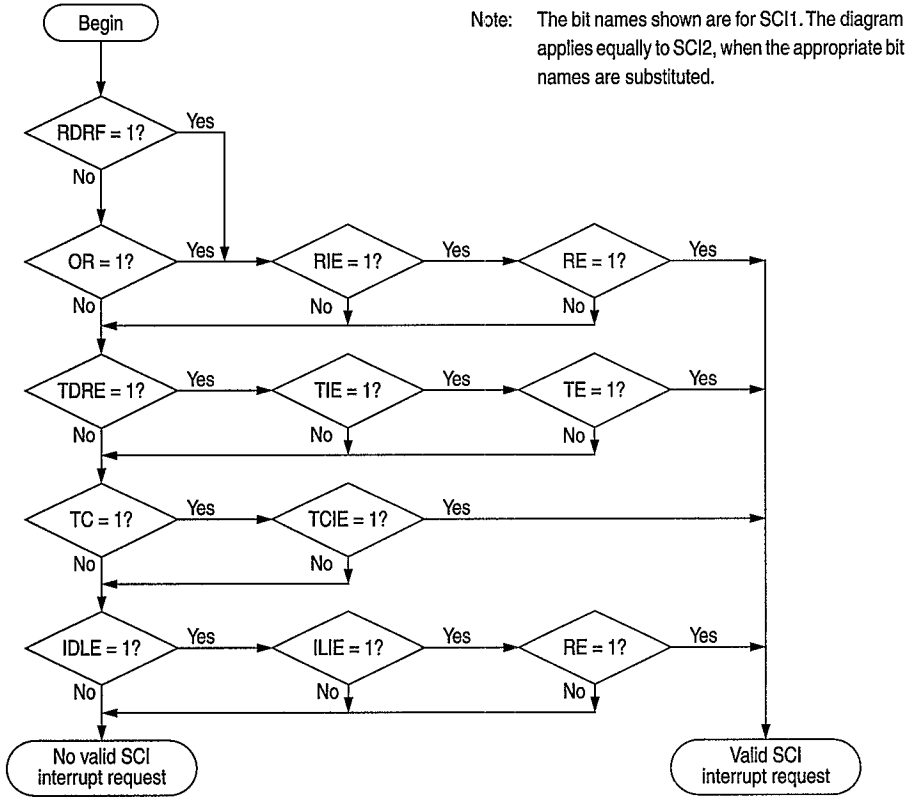 Begin
Note: The bit names shown are for SCI1. The diagram
applies equally to SCI2, when the appropriate bit
names are substituted.
RDRF = 1?
Yes
No
OR = 1?
Yes
RIE = 1?
Yes
RE = 1?
Yes
No
No
No
TDRE = 1?
Yes
TIE = 1?
Yes
TE = 1?
Yes
No
No
No
TC = 1?
Yes
TCIE = 1?
Yes
No
No
IDLE = 1?
Yes
ILIE = 1?
Yes
RE = 1?
Yes
No
No
No
No valid SCI
interrupt request
Valid SCI
interrupt request